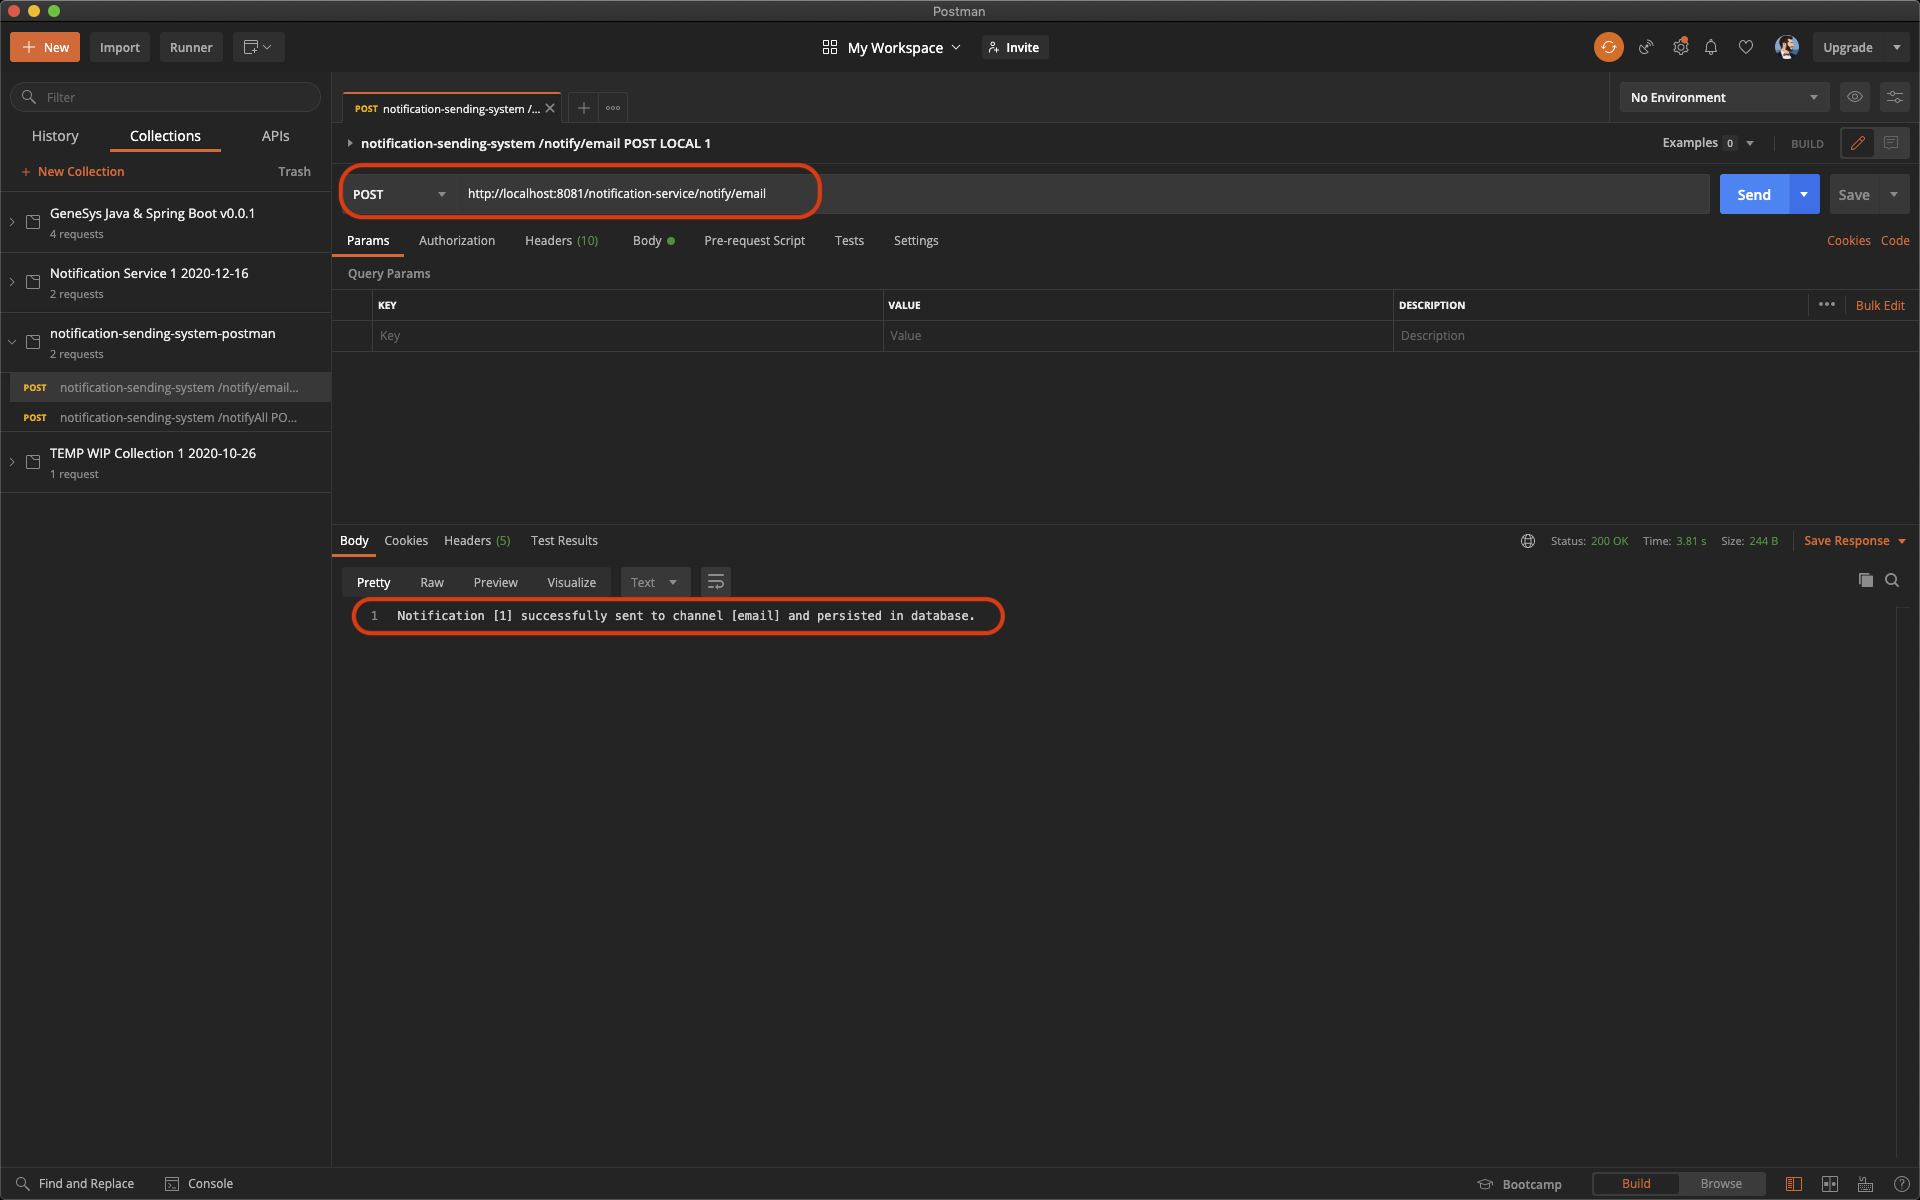 Postman
New
Import
Runner
My Workspace
Invite
Upgrade
Filter
History
Collections
APIs
+ New Collection
Trash
GeneSys Java & Spring Boot v0.0.1
4 requests
Notification Service 1 2020-12-16
2 requests
notification-sending-system-postman
2 requests
POST notification-sending-system /notify/email...
POST notification-sending-system /notifyAll PO...
TEMP WIP Collection 1 2020-10-26
1 request
POST notification-sending-system /...
No Environment
notification-sending-system /notify/email POST LOCAL 1
Examples 0
BUILD
POST
http://localhost:8081/notification-service/notify/email
Send
Save
Params
Authorization
Headers (10)
Body
Pre-request Script
Tests
Settings
Cookies
Code
Query Params
KEY
VALUE
DESCRIPTION
Bulk Edit
Key
Value
Description
Body
Cookies
Headers (5)
Test Results
Status: 200 OK
Time: 3.81 s
Size: 244 B
Save Response
Pretty
Raw
Preview
Visualize
Text
1 Notification [1] successfully sent to channel [email] and persisted in database.
Find and Replace
Console
Bootcamp
Build
Browse